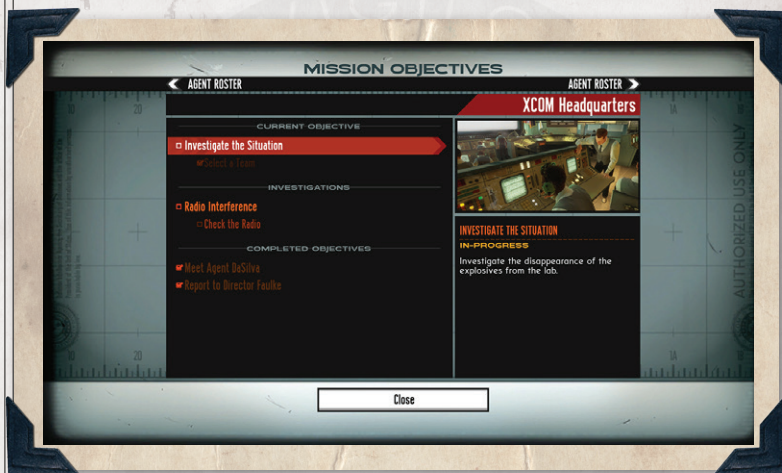 MISSION OBJECTIVES
AGENT ROSTER
AGENT ROSTER
XCOM Headquarters
CURRENT OBJECTIVE
Investigate the Situation
Select a Team
INVESTIGATIONS
Radio Interference
Check the Radio
COMPLETED OBJECTIVES
Meet Agent DaSilva
Report to Director Faulke
INVESTIGATE THE SITUATION
IN-PROGRESS
Investigate the disappearance of the
explosives from the lab.
Close
20
20
AUTHORIZED USE ONLY